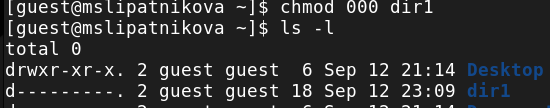 [guest@mslipatnikova ~]$ chmod 000 dir1
[guest@mslipatnikova ~]$ ls -l
total 0
drwxr-xr-x. 2 guest guest  6 Sep 12 21:14 Desktop
d---------. 2 guest guest 18 Sep 12 23:09 dir1